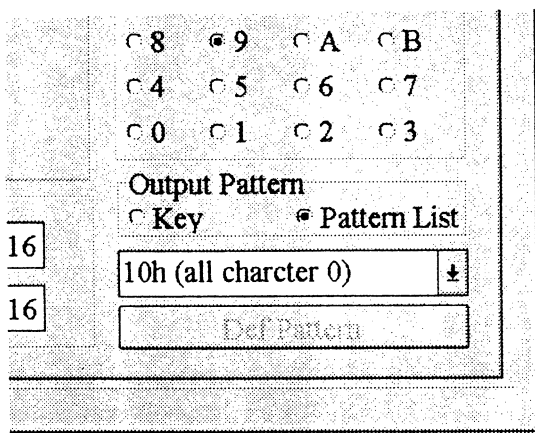 8 9 A B
4 5 6 7
0 1 2 3
Output Pattern
Key Pattern List
16
10h (all charcter 0)
16
Def Pattern